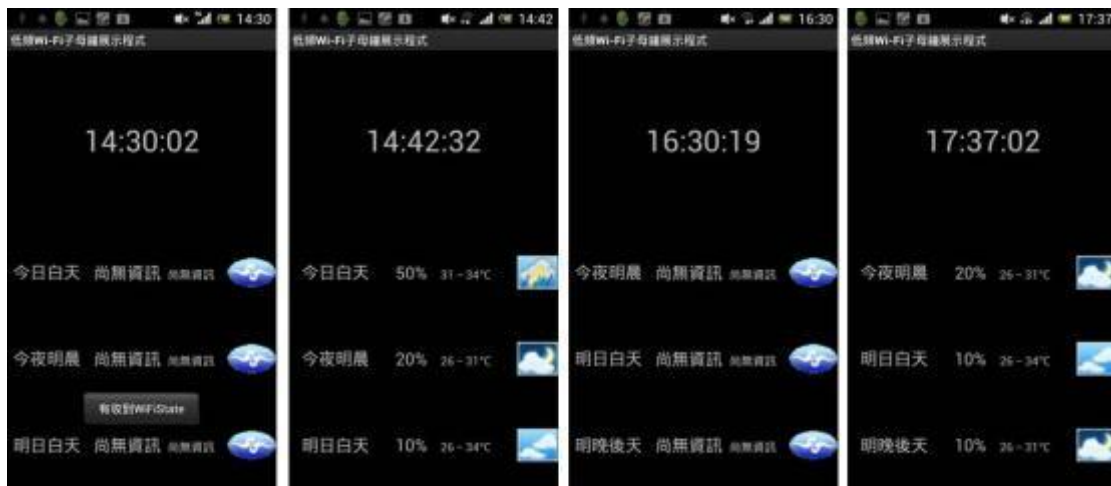 14:30
低頻Wi-Fi子母鐘展示程式
14:30:02
今日白天 尚無資訊 尚無資訊
今夜明晨 尚無資訊 尚無資訊
有收到WiFiState
明日白天 尚無資訊 尚無資訊
14:42
低頻Wi-Fi子母鐘展示程式
14:42:32
今日白天 50% 31~34°C
今夜明晨 20% 26~31°C
明日白天 10% 26~34°C
16:30
低頻Wi-Fi子母鐘展示程式
16:30:19
今夜明晨 尚無資訊 尚無資訊
明日白天 尚無資訊 尚無資訊
明晚後天 尚無資訊 尚無資訊
17:37
低頻Wi-Fi子母鐘展示程式
17:37:02
今夜明晨 20% 26~31°C
明日白天 10% 26~34°C
明晚後天 10% 26~31°C